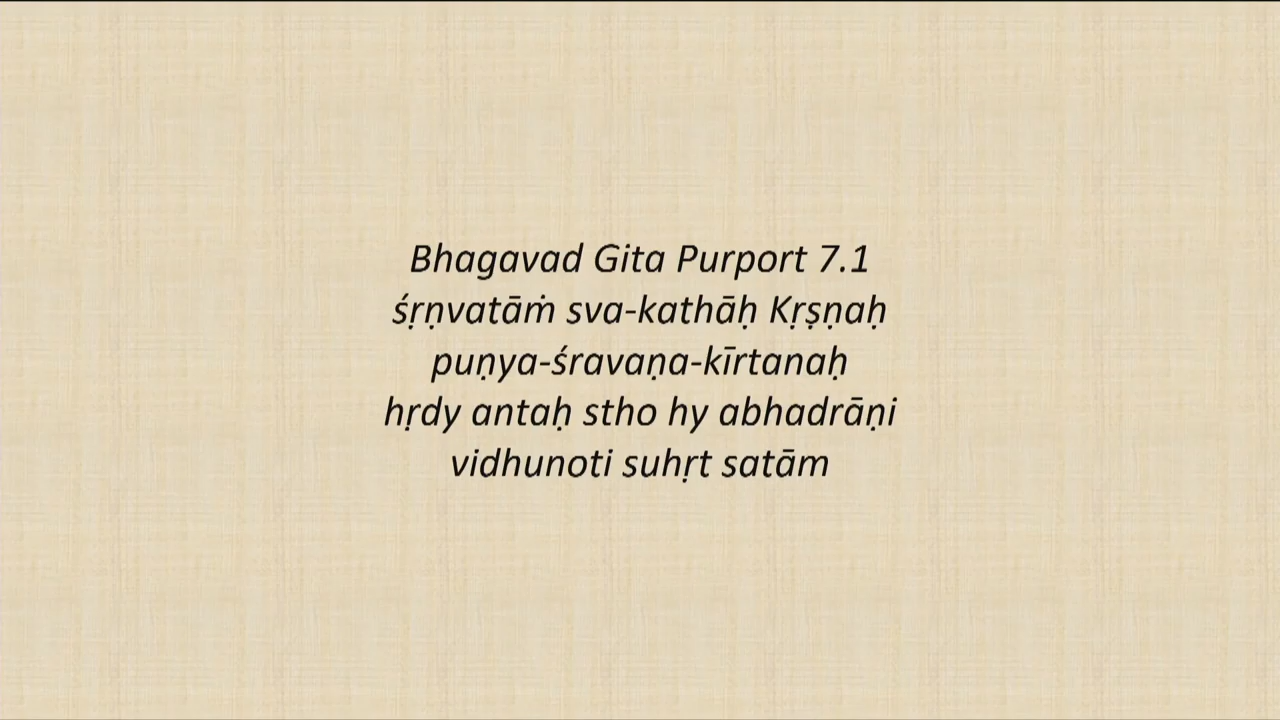 Bhagavad Gita Purport 7.1
śṛṇvatāṁ sva-kathāḥ Kṛṣṇaḥ
puṇya-śravaṇa-kīrtanaḥ
hṛdy antaḥ stho hy abhadrāṇi
vidhunoti suhṛt satām